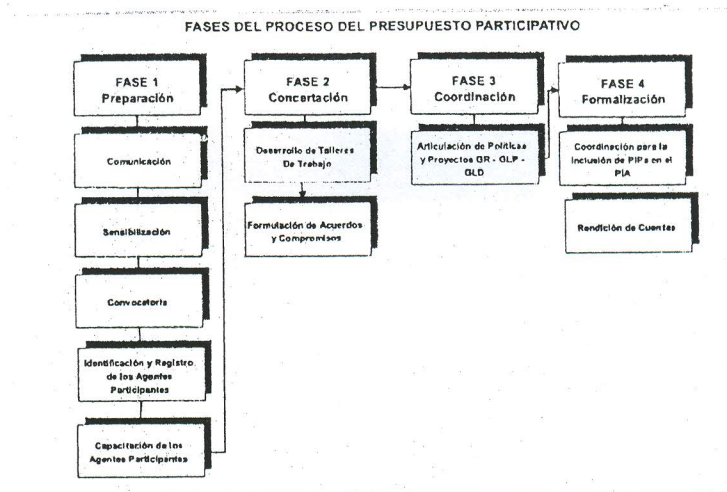 FASES DEL PROCESO DEL PRESUPUESTO PARTICIPATIVO
FASE 1
Preparación
Comunicación
Sensibilización
Convocatoria
Identificación y Registro
de los Agentes
Participantes
Capacitación de los
Agentes Participantes
FASE 2
Concertación
Desarrollo de Talleres
De Trabajo
Formulación de Acuerdos
y Compromisos
FASE 3
Coordinación
Articulación de Políticas
y Proyectos GR - GLP -
GLD
FASE 4
Formalización
Coordinación para la
Inclusión de PIPs en el
PIA
Rendición de Cuentas